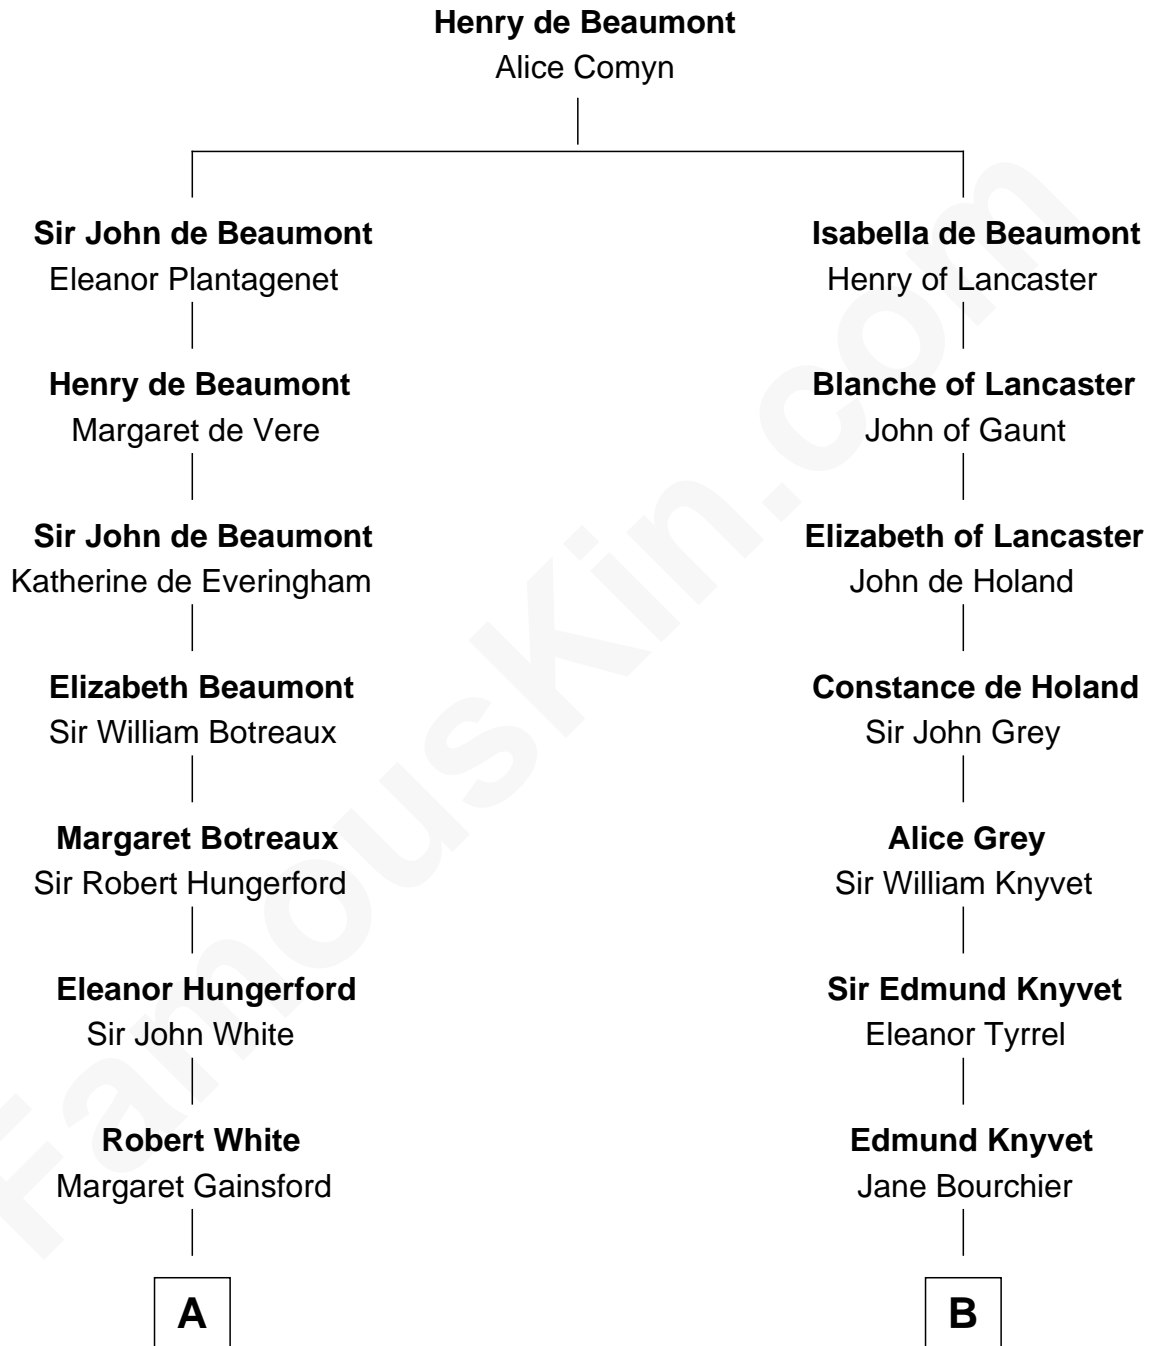 Henry de Beaumont
Alice Comyn
Sir John de Beaumont
Eleanor Plantagenet
Isabella de Beaumont
Henry of Lancaster
Henry de Beaumont
Margaret de Vere
Blanche of Lancaster
John of Gaunt
Sir John de Beaumont
Katherine de Everingham
Elizabeth of Lancaster
John de Holand
Elizabeth Beaumont
Sir William Botreaux
Constance de Holand
Sir John Grey
Margaret Botreaux
Sir Robert Hungerford
Alice Grey
Sir William Knyvet
Eleanor Hungerford
Sir John White
Sir Edmund Knyvet
Eleanor Tyrrel
Robert White
Margaret Gainsford
Edmund Knyvet
Jane Bourchier
A
B
FamousKin.com